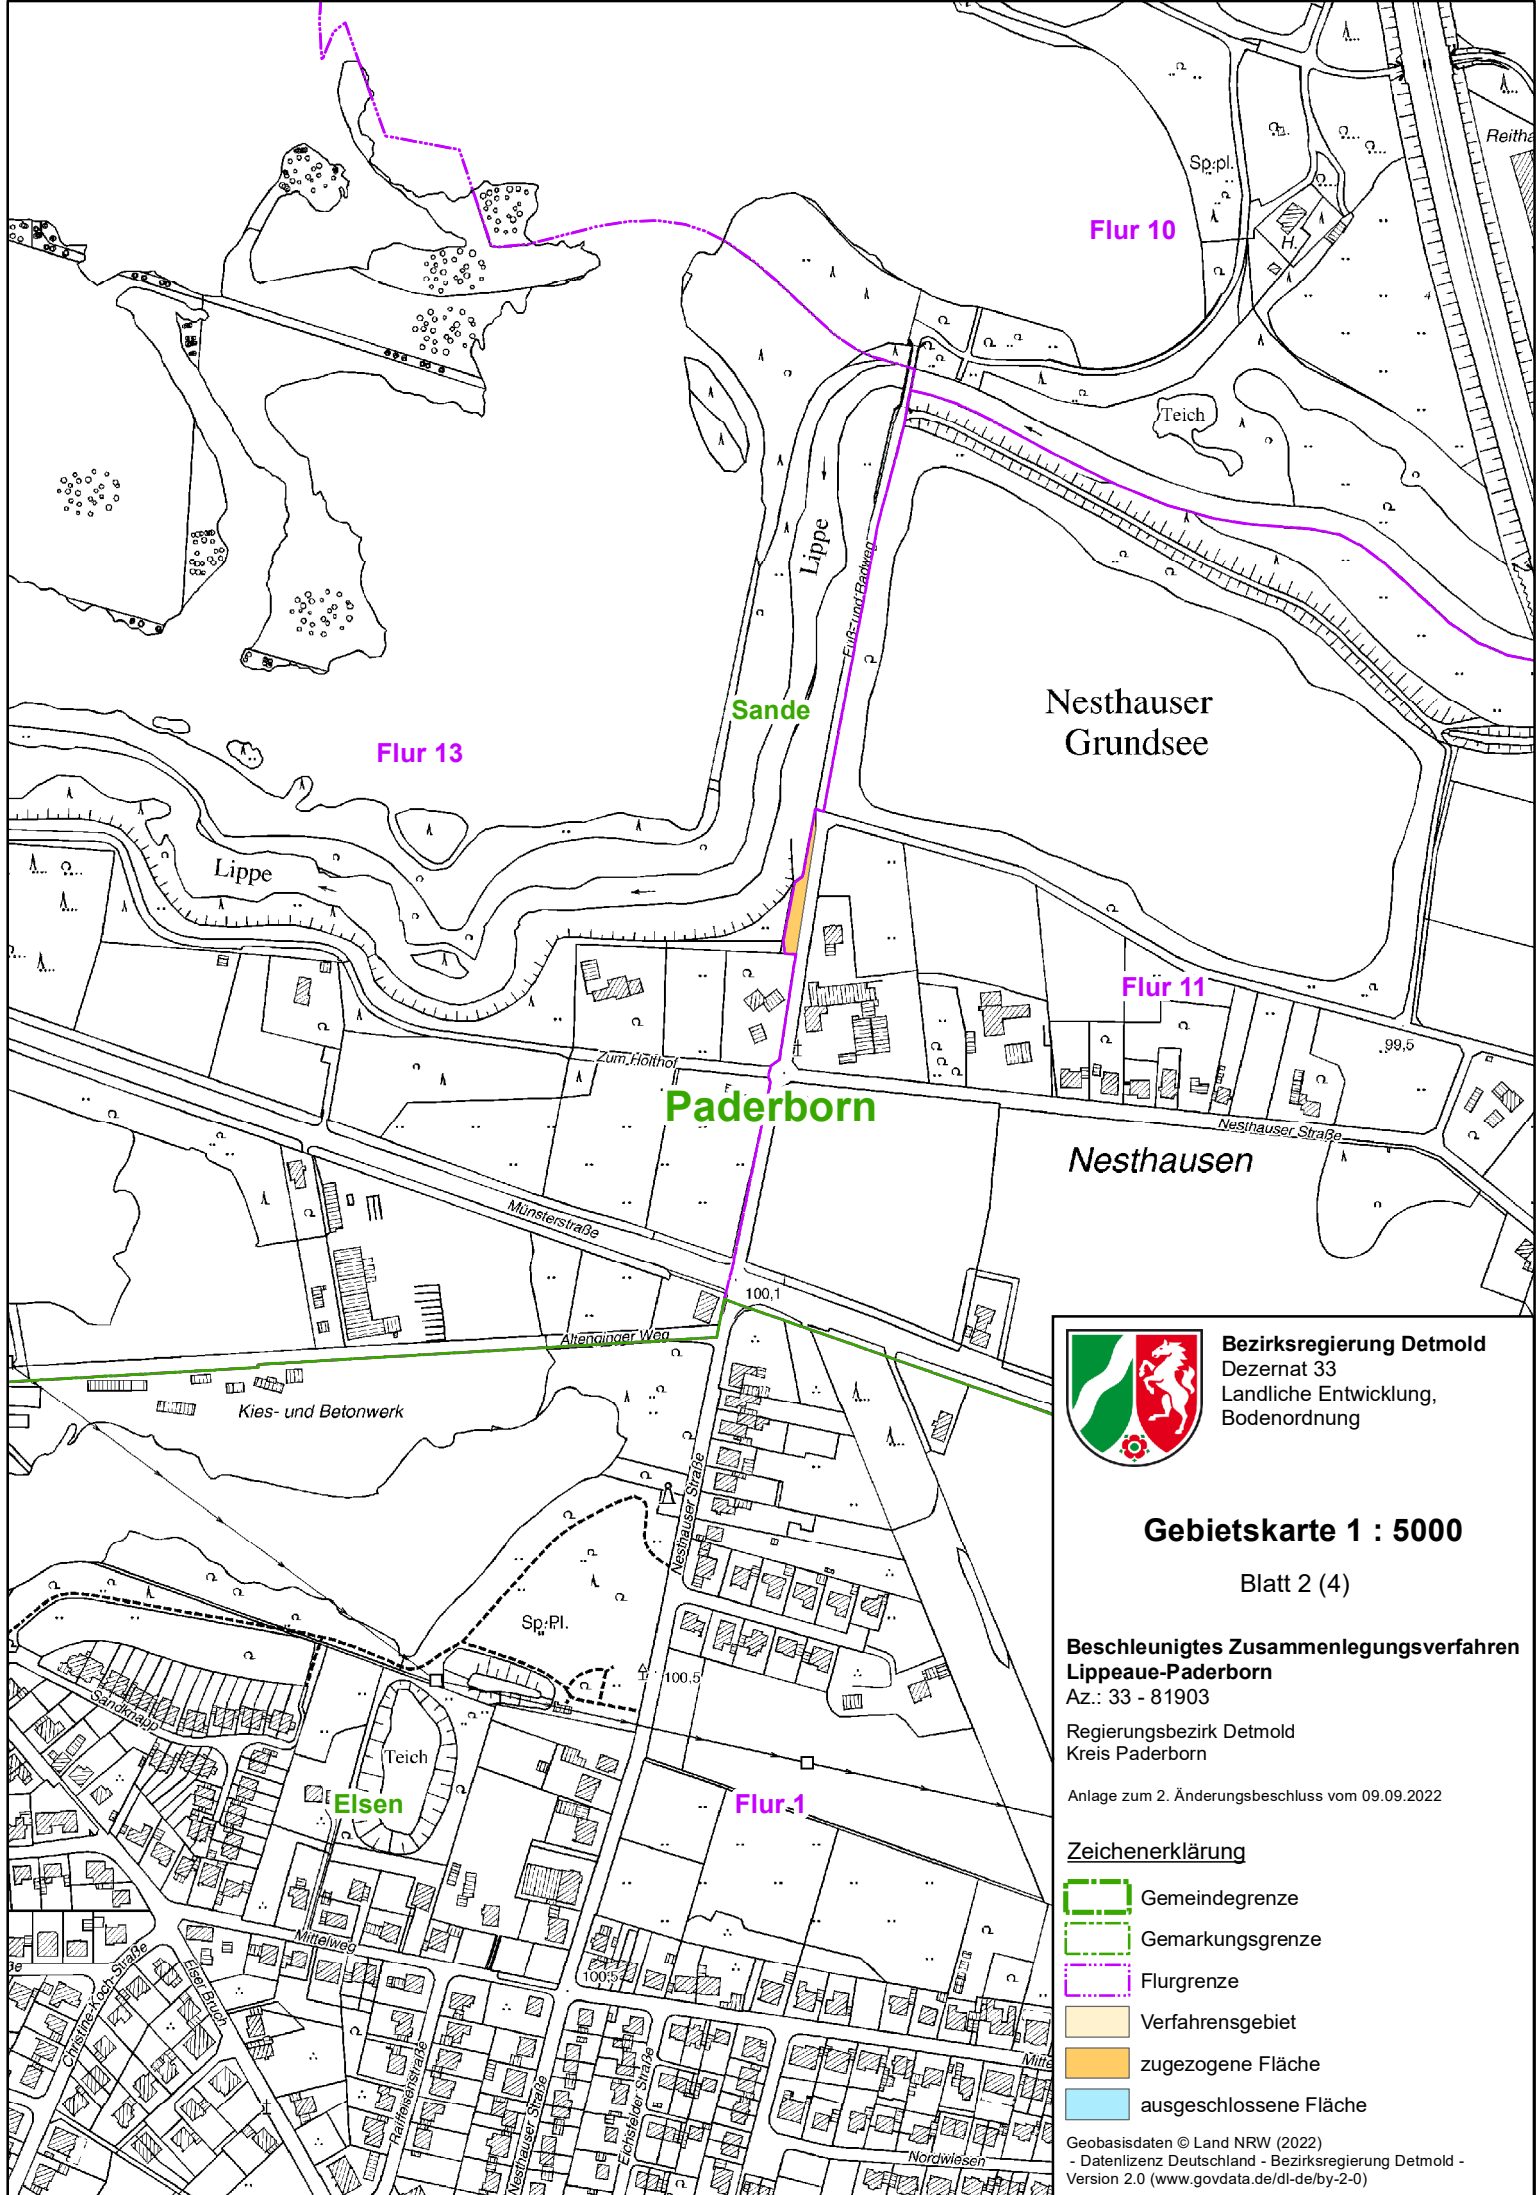 Reitha
Sp.pl.
Flur 10
H.
4
Teich
Lippe
Fuß- und Radweg
Sande
Nesthauser
Grundsee
Flur 13
Lippe
Flur 11
99,5
Zum Holthof
Paderborn
Nesthauser Straße
Nesthausen
Münsterstraße
100,1
Altenginger Weg
Kies- und Betonwerk
Nesthauser Straße
Sp.Pl.
100,5
Sandknapp
Teich
Elsen
Flur 1
Mittelweg
100,5
Christine-Koch-Straße
Elser Bruch
Raiffeisenstraße
Nesthauser Straße
Eichsfelder Straße
Mitte
Nordwiesen
Bezirksregierung Detmold
Dezernat 33
Landliche Entwicklung,
Bodenordnung
Gebietskarte 1 : 5000
Blatt 2 (4)
Beschleunigtes Zusammenlegungsverfahren
Lippeaue-Paderborn
Az.: 33 - 81903
Regierungsbezirk Detmold
Kreis Paderborn
Anlage zum 2. Änderungsbeschluss vom 09.09.2022
Zeichenerklärung
Gemeindegrenze
Gemarkungsgrenze
Flurgrenze
Verfahrensgebiet
zugezogene Fläche
ausgeschlossene Fläche
Geobasisdaten © Land NRW (2022)
- Datenlizenz Deutschland - Bezirksregierung Detmold -
Version 2.0 (www.govdata.de/dl-de/by-2-0)